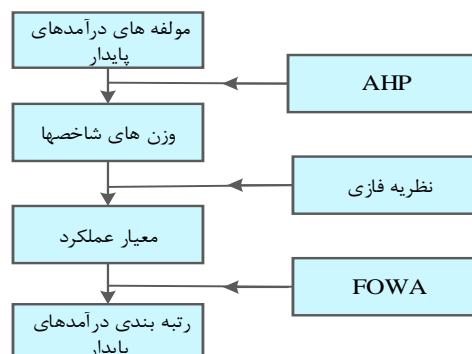 مولفه های درآمدهای
پایدار
AHP
وزن های شاخصها
نظریه فازی
معیار عملکرد
FOWA
رتبه بندی درآمدهای
پایدار